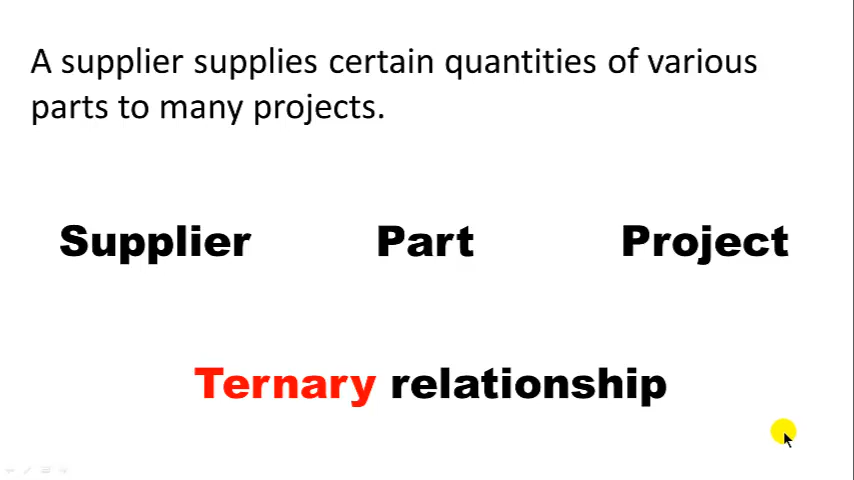 A supplier supplies certain quantities of various
parts to many projects.
Supplier Part Project
Ternary relationship